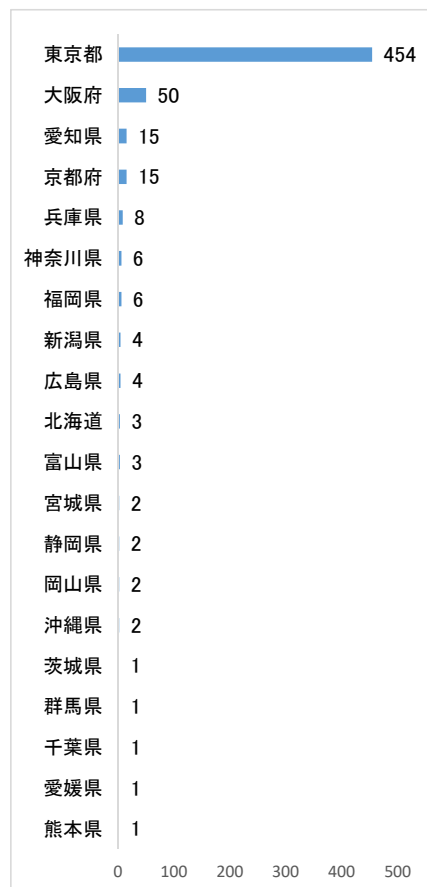 東京都 454
大阪府 50
愛知県 15
京都府 15
兵庫県 8
神奈川県 6
福岡県 6
新潟県 4
広島県 4
北海道 3
富山県 3
宮城県 2
静岡県 2
岡山県 2
沖縄県 2
茨城県 1
群馬県 1
千葉県 1
愛媛県 1
熊本県 1
0 100 200 300 400 500